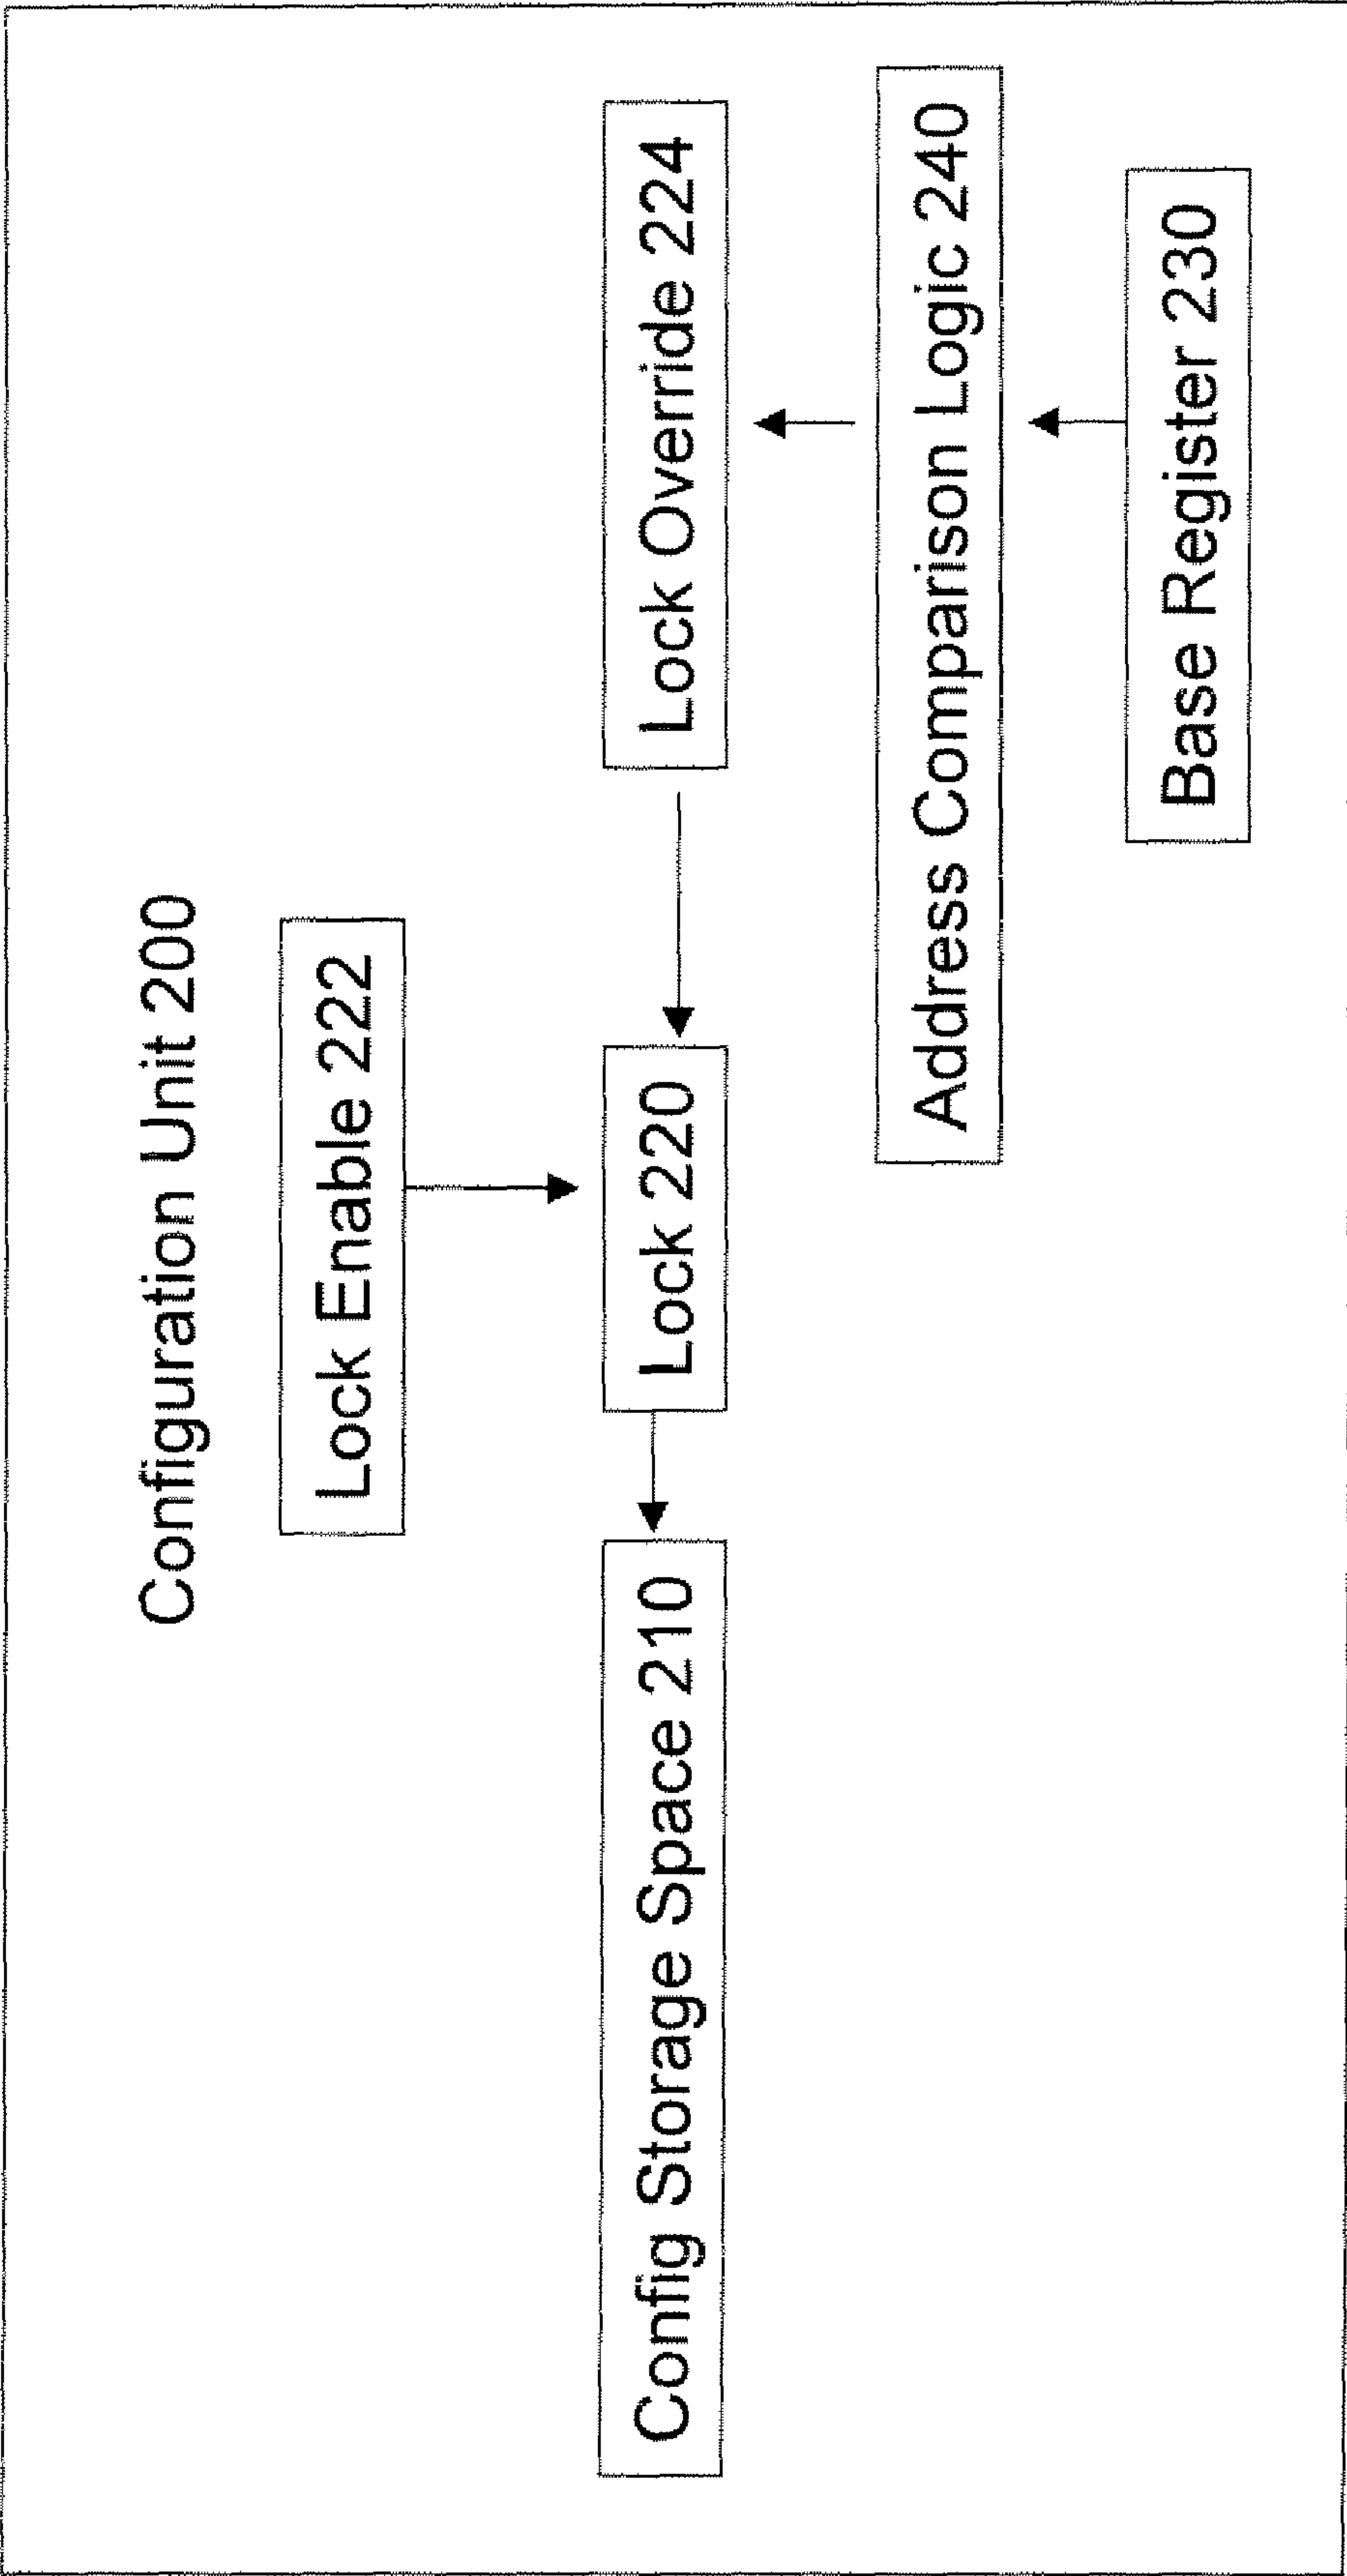 Configuration Unit 200
Lock Enable 222
Config Storage Space 210
Lock 220
Lock Override 224
Address Comparison Logic 240
Base Register 230